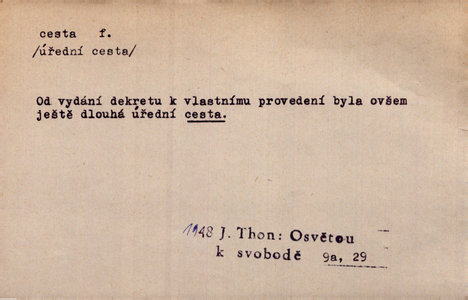 cesta f.
/úřední cesta/
Od vydání dekretu k vlastnímu provedení byla ovšem
ještě dlouhá úřední cesta.
1948 J. Thon: Osvětou
k svobodě 9a, 29